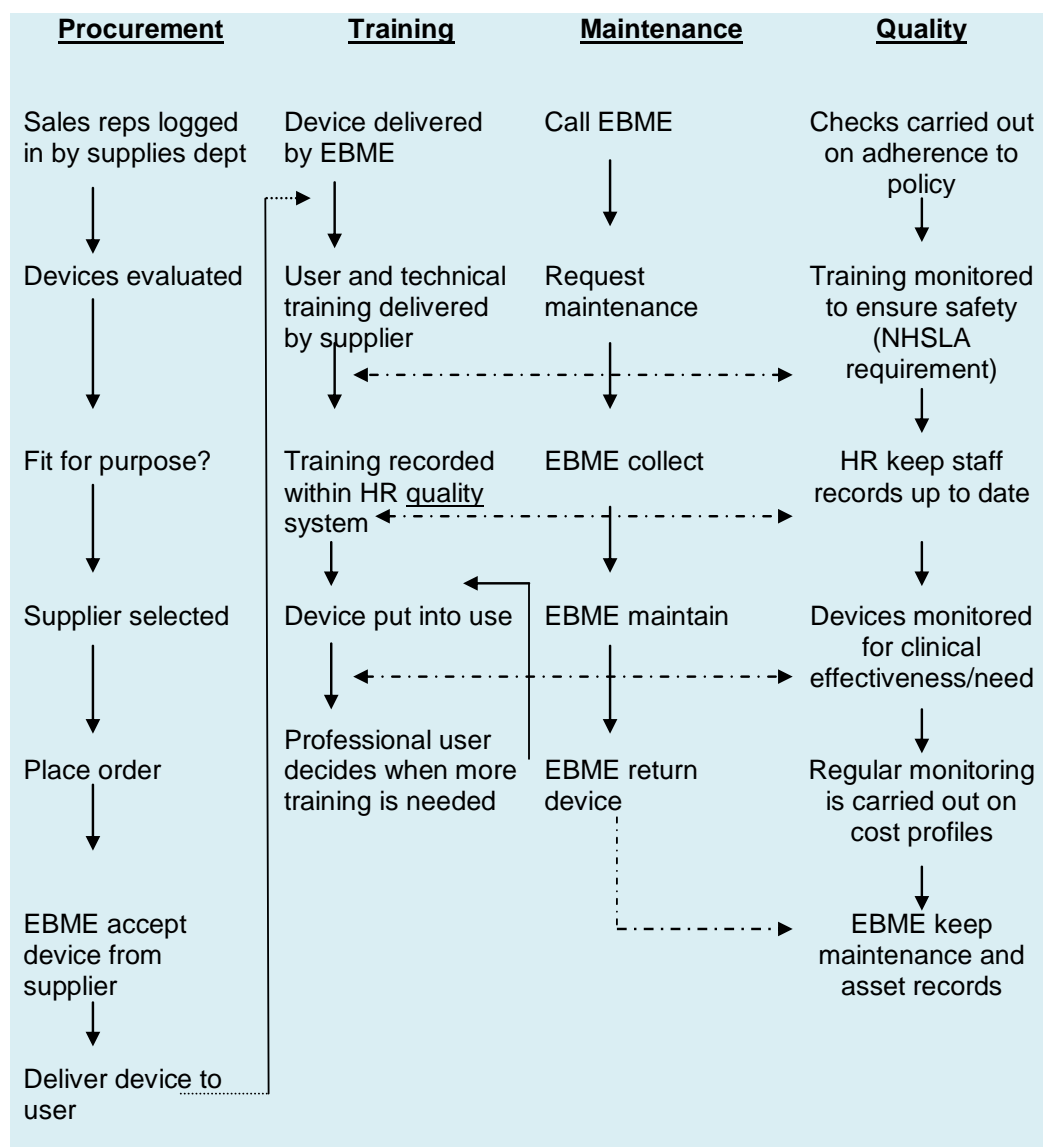 Procurement
Training
Maintenance
Quality
Sales reps logged
in by supplies dept
Devices evaluated
Fit for purpose?
Supplier selected
Place order
EBME accept
device from
supplier
Deliver device to
user
Device delivered
by EBME
User and technical
training delivered
by supplier
Training recorded
within HR quality
system
Device put into use
Professional user
decides when more
training is needed
Call EBME
Request
maintenance
EBME collect
EBME maintain
EBME return
device
Checks carried out
on adherence to
policy
Training monitored
to ensure safety
(NHSLA
requirement)
HR keep staff
records up to date
Devices monitored
for clinical
effectiveness/need
Regular monitoring
is carried out on
cost profiles
EBME keep
maintenance and
asset records